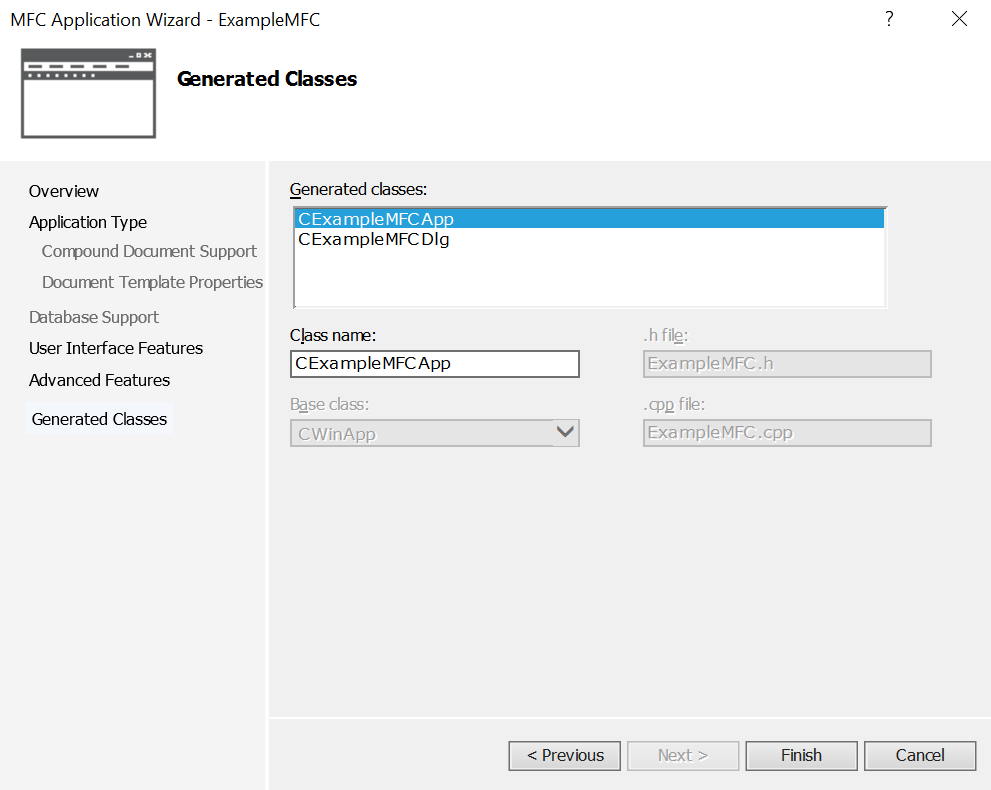 MFC Application Wizard - ExampleMFC
?
Generated Classes
Overview
Application Type
Compound Document Support
Document Template Properties
Database Support
User Interface Features
Advanced Features
Generated Classes
Generated classes:
CExampleMFCApp
CExampleMFCDlg
Class name:
.h file:
CExampleMFCApp
ExampleMFC.h
Base class:
.cpp file:
CWinApp
ExampleMFC.cpp
< Previous
Next >
Finish
Cancel